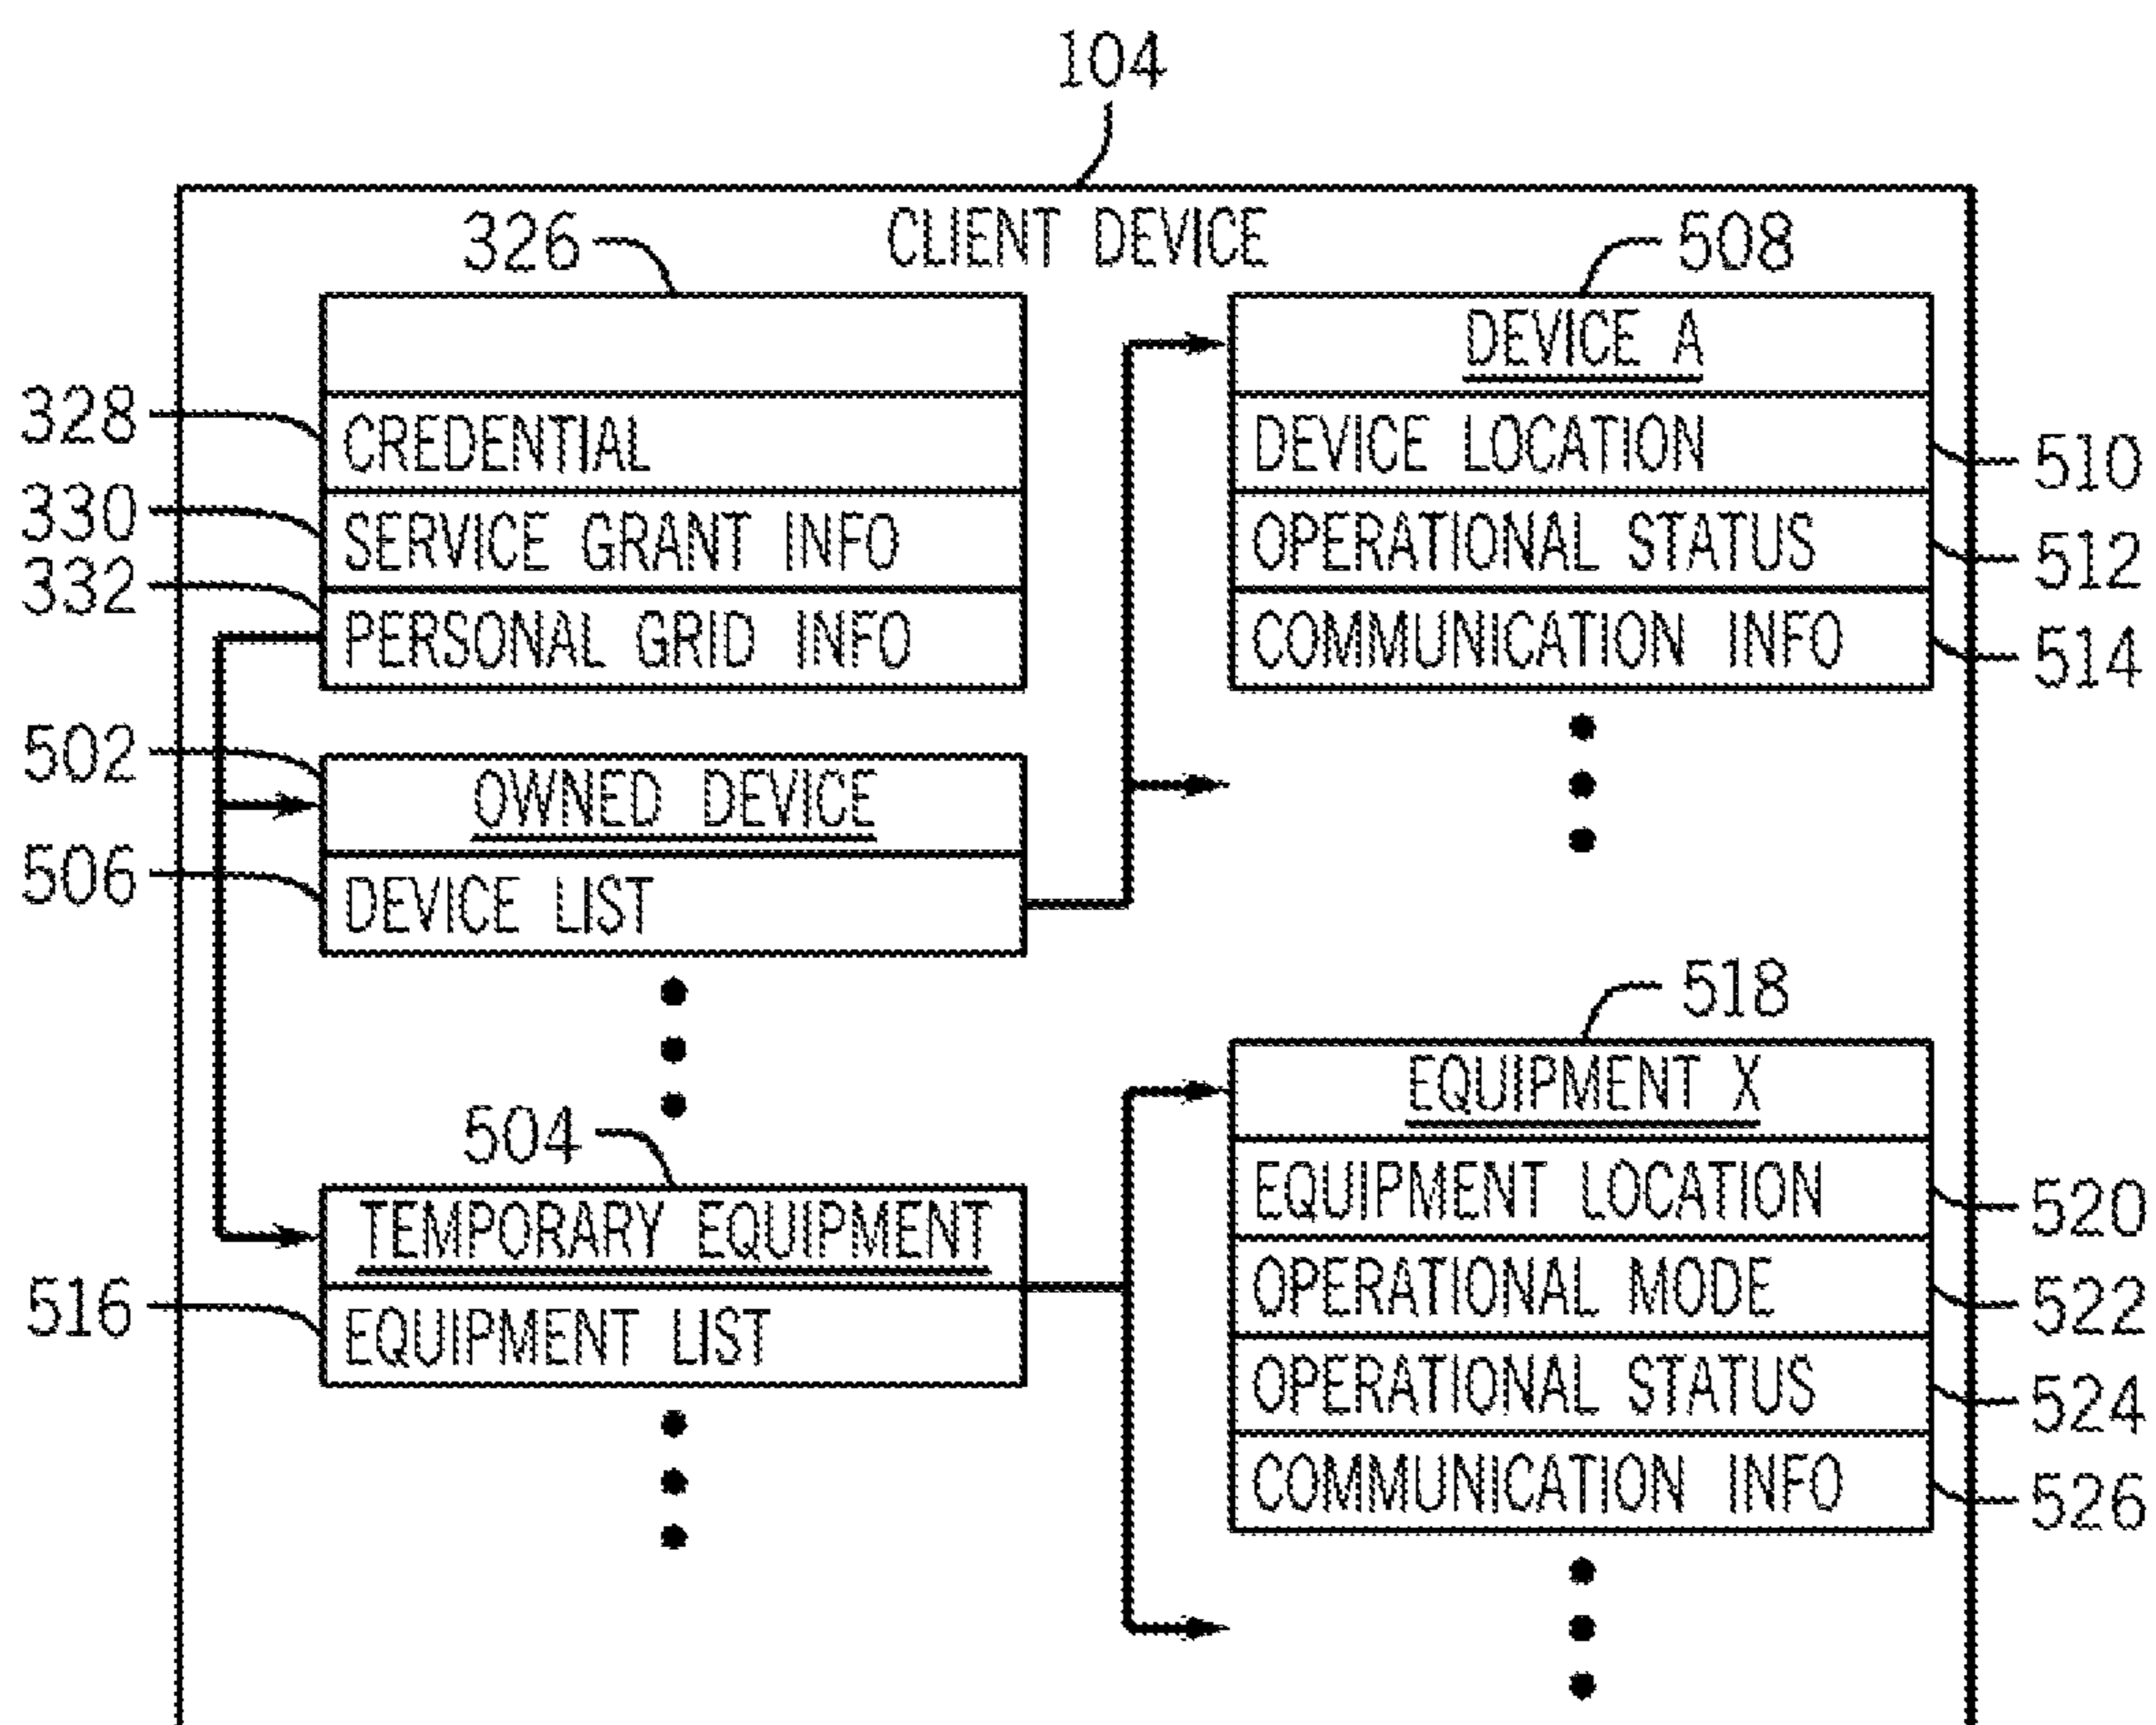 104
CLIENT DEVICE
326
508
DEVICE A
328
CREDENTIAL
DEVICE LOCATION
510
330
SERVICE GRANT INFO
OPERATIONAL STATUS
512
332
PERSONAL GRID INFO
COMMUNICATION INFO
514
502
OWNED DEVICE
506
DEVICE LIST
518
EQUIPMENT X
504
TEMPORARY EQUIPMENT
EQUIPMENT LOCATION
520
516
EQUIPMENT LIST
OPERATIONAL MODE
522
OPERATIONAL STATUS
524
COMMUNICATION INFO
526